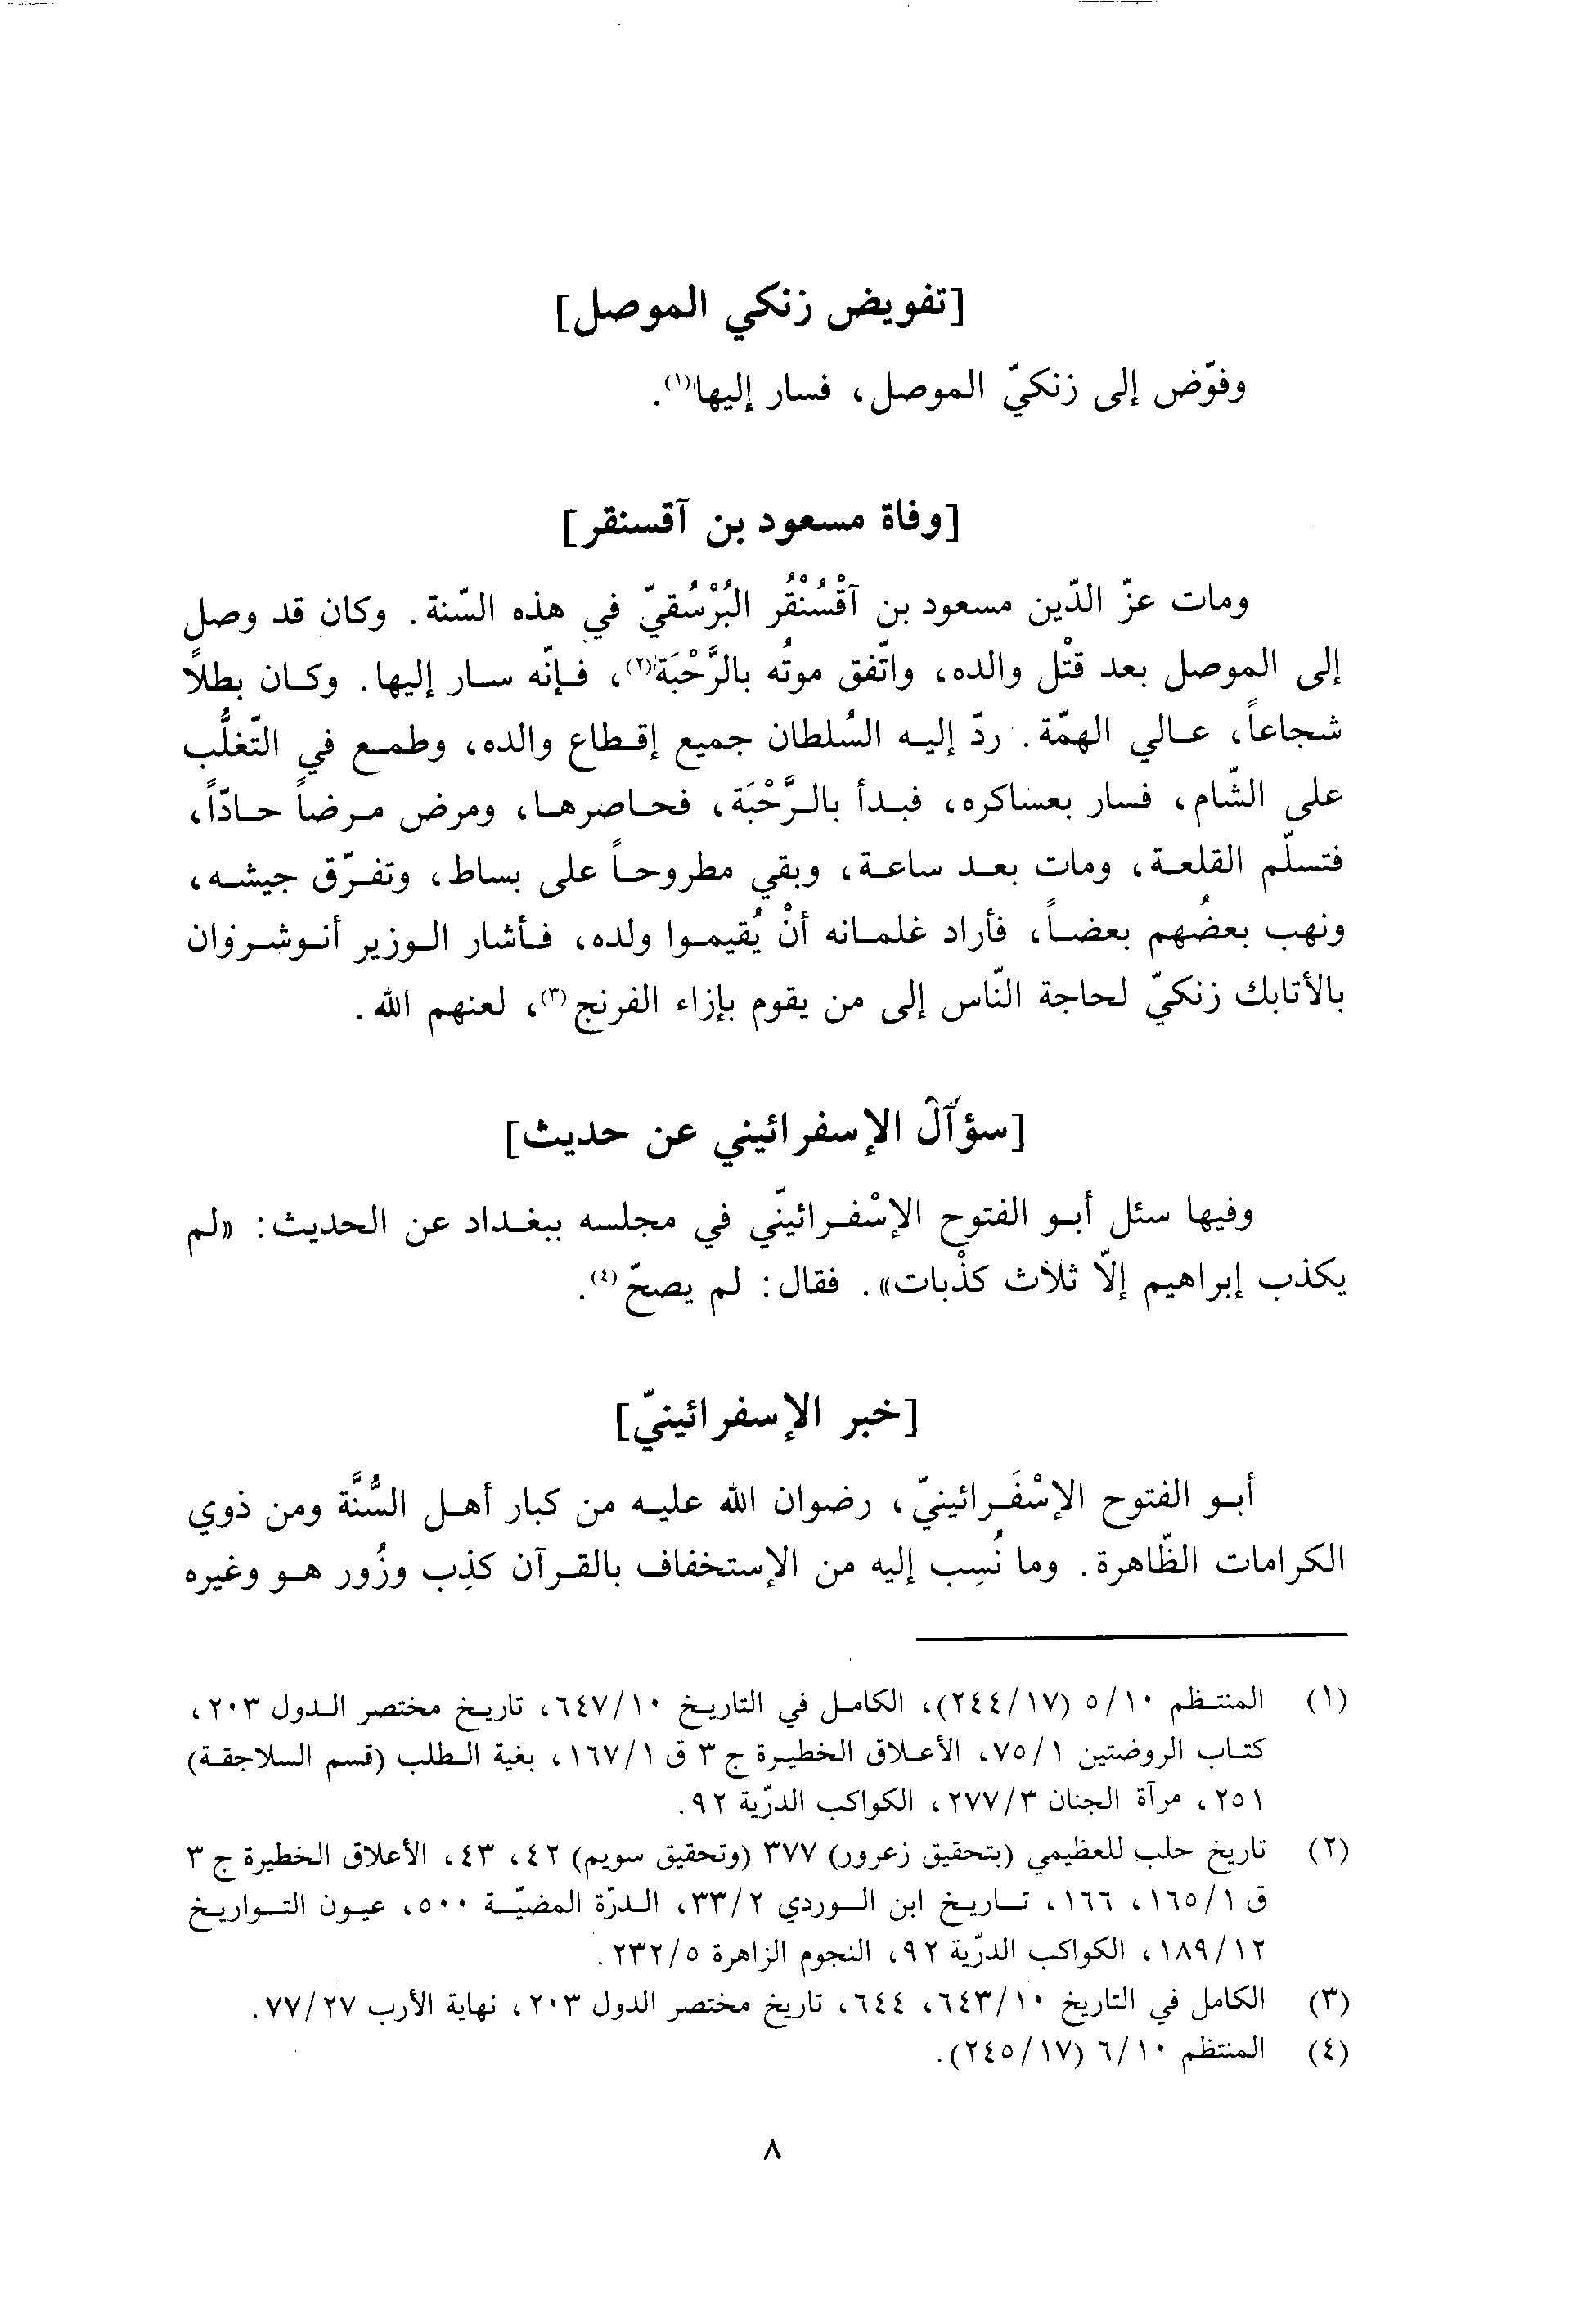 [تفويض زنكي الموصل]
وفوّض إلى زنكيّ الموصل، فسار إليها(١).
[وفاة مسعود بن آقسنقر]
ومات عزّ الدّين مسعود بن آقْسُنْقُر البُرْسُقيّ في هذه السّنة. وكان قد وصل
إلى الموصل بعد قتْل والده، واتّفق موتُه بالرَّحْبَة(٢)، فإنّه سار إليها. وكان بطلًا
شجاعاً، عالي الهمّة. ردّ إليه السُلطان جميع إقطاع والده، وطمع في التّغلُّب
على الشّام، فسار بعساكره، فبدأ بالرَّحْبَة، فحاصرها، ومرض مرضاً حادّاً،
فتسلّم القلعة، ومات بعد ساعة، وبقي مطروحاً على بساط، وتفرّق جيشه،
ونهب بعضُهم بعضاً، فأراد غلمانه أنْ يُقيموا ولده، فأشار الوزير أنوشروان
بالأتابك زنكيّ لحاجة النّاس إلى من يقوم بإزاء الفرنج(٣)، لعنهم الله.
[سؤآل الإسفرائيني عن حديث]
وفيها سئل أبو الفتوح الإسْفرائينّي في مجلسه ببغداد عن الحديث: «لم
يكذب إبراهيم إلّا ثلاث كذْبات». فقال: لم يصحّ(٤).
[خبر الإسفرائينيّ]
أبو الفتوح الإسْفَرائينيّ، رضوان الله عليه من كبار أهل السُّنَّة ومن ذوي
الكرامات الظّاهرة. وما نُسِب إليه من الإستخفاف بالقرآن كذِب وزُور هو وغيره
(١) المنتظم ٥/١٠ (٢٤٤/١٧)، الكامل في التاريخ ٦٤٧/١٠، تاريخ مختصر الدول ٢٠٣،
كتاب الروضتين ٧٥/١، الأعلاق الخطيرة ج ٣ ق ١٦٧/١، بغية الطلب (قسم السلاجقة)
٢٥١، مرآة الجنان ٢٧٧/٣، الكواكب الدرّية ٩٢.
(٢) تاريخ حلب للعظيمي (بتحقيق زعرور) ٣٧٧ (وتحقيق سويم) ٤٢، ٤٣، الأعلاق الخطيرة ج ٣
ق ١٦٥/١، ١٦٦، تاريخ ابن الوردي ٣٣/٢، الدرّة المضيّة ٥٠٠، عيون التواريخ
١٨٩/١٢، الكواكب الدرّية ٩٢، النجوم الزاهرة ٢٣٢/٥.
(٣) الكامل في التاريخ ٦٤٣/١٠، ٦٤٤، تاريخ مختصر الدول ٢٠٣، نهاية الأرب ٧٧/٢٧.
(٤) المنتظم ٦/١٠ (٢٤٥/١٧).
٨